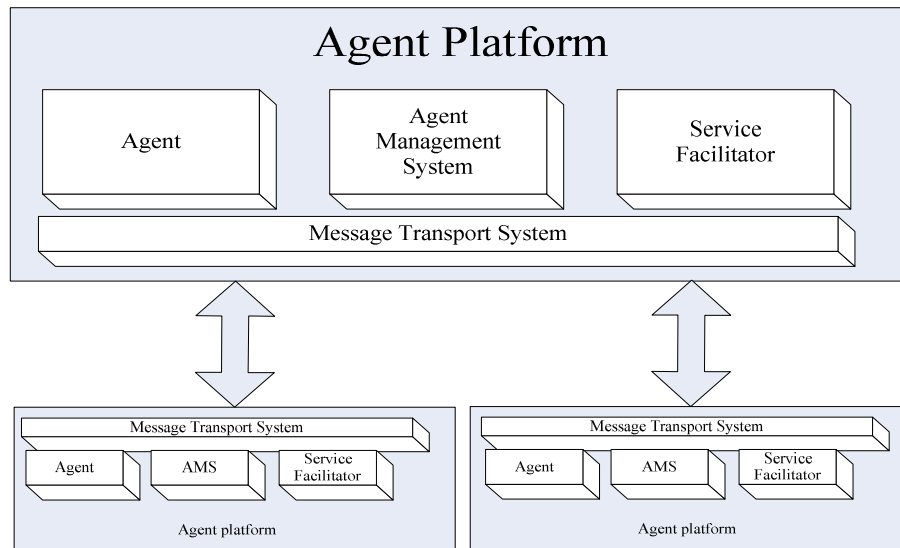 Agent Platform
Agent
Agent
Management
System
Service
Facilitator
Message Transport System
Message Transport System
Agent
AMS
Service
Facilitator
Agent platform
Message Transport System
Agent
AMS
Service
Facilitator
Agent platform